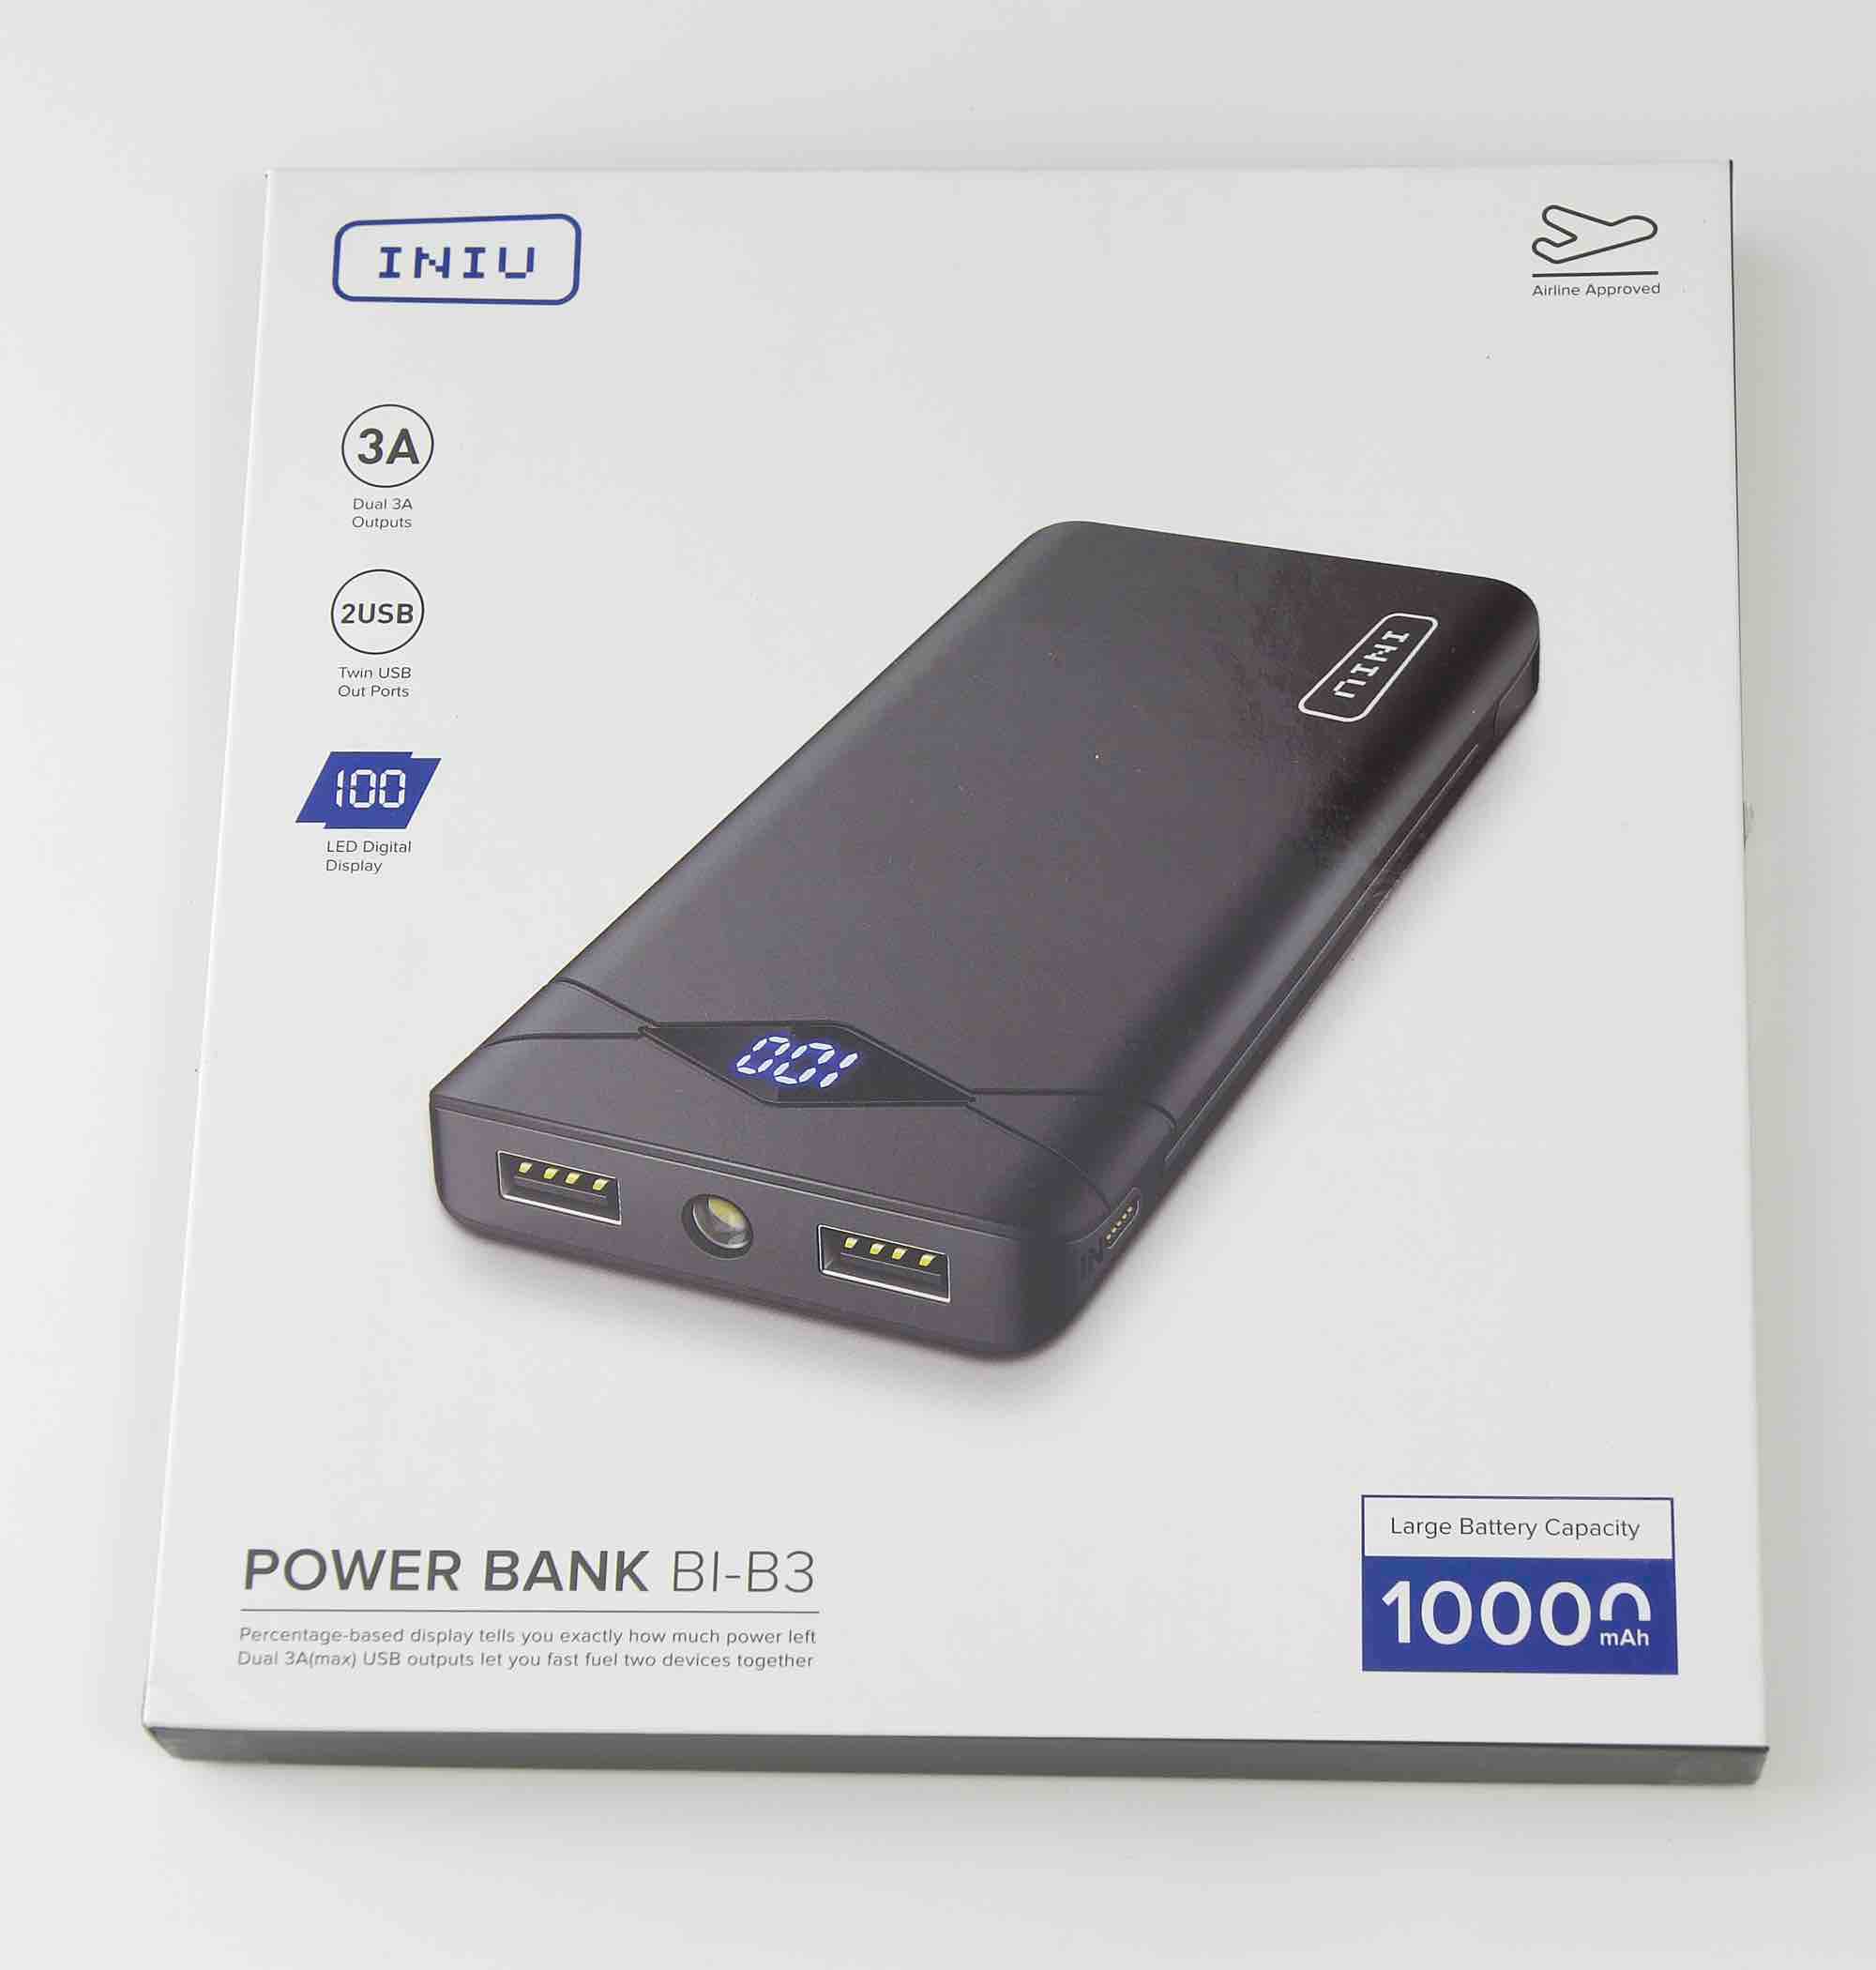 INIU
Airline Approved
3A
Dual 3A
Outputs
2USB
Twin USB
Out Ports
100
LED Digital
Display
INIU
100
IN
POWER BANK BI-B3
Percentage-based display tells you exactly how much power left
Dual 3A(max) USB outputs let you fast fuel two devices together
Large Battery Capacity
10000
mAh